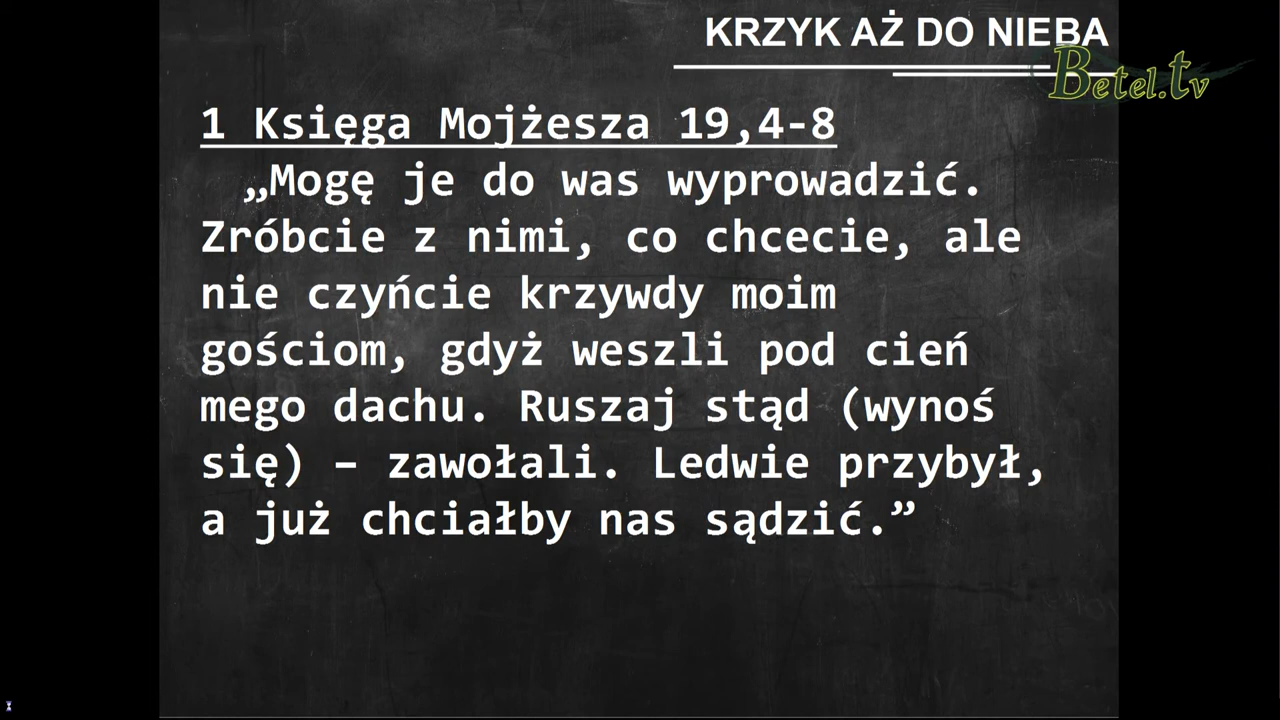 KRZYK AŻ DO NIEBA
Betel.tv
1 Księga Mojżesza 19,4-8
„Mogę je do was wyprowadzić.
Zróbcie z nimi, co chcecie, ale
nie czyńcie krzywdy moim
gościom, gdyż weszli pod cień
mego dachu. Ruszaj stąd (wynoś
się) – zawołali. Ledwie przybył,
a już chciałby nas sądzić.”